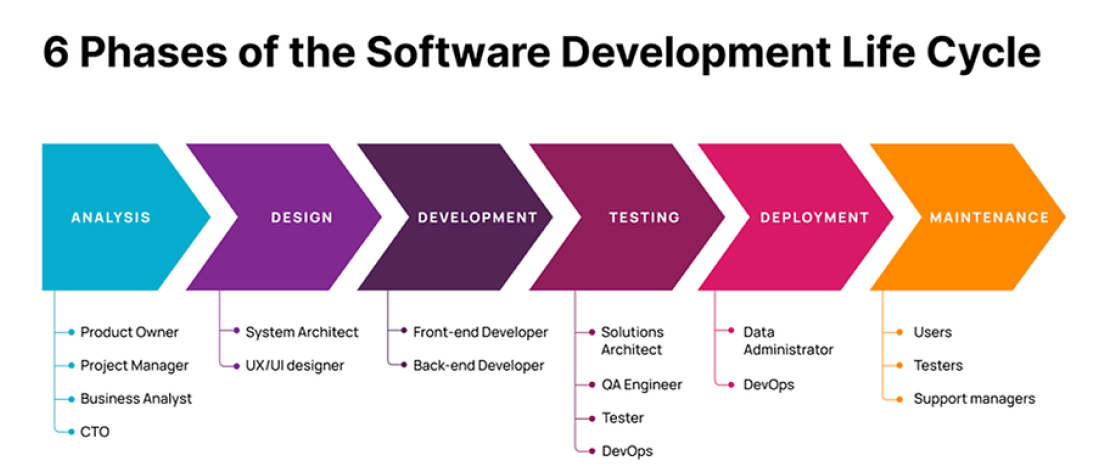 6 Phases of the Software Development Life Cycle
ANALYSIS
DESIGN
DEVELOPMENT
TESTING
DEPLOYMENT
MAINTENANCE
Product Owner
Project Manager
Business Analyst
CTO
System Architect
UX/UI designer
Front-end Developer
Back-end Developer
Solutions
Architect
QA Engineer
Tester
DevOps
Data
Administrator
DevOps
Users
Testers
Support managers